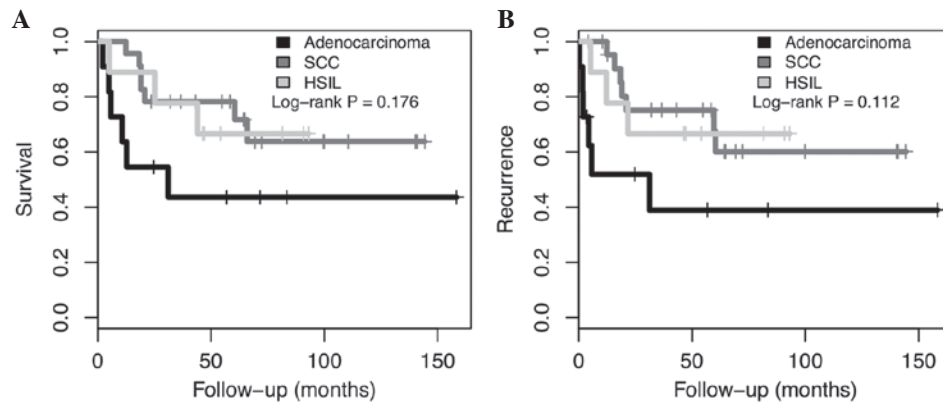 A
Survival
1.0
0.8
0.6
0.4
0.2
0.0
Adenocarcinoma
SCC
HSIL
Log-rank P = 0.176
0 50 100 150
Follow-up (months)
B
Recurrence
1.0
0.8
0.6
0.4
0.2
0.0
Adenocarcinoma
SCC
HSIL
Log-rank P = 0.112
0 50 100 150
Follow-up (months)